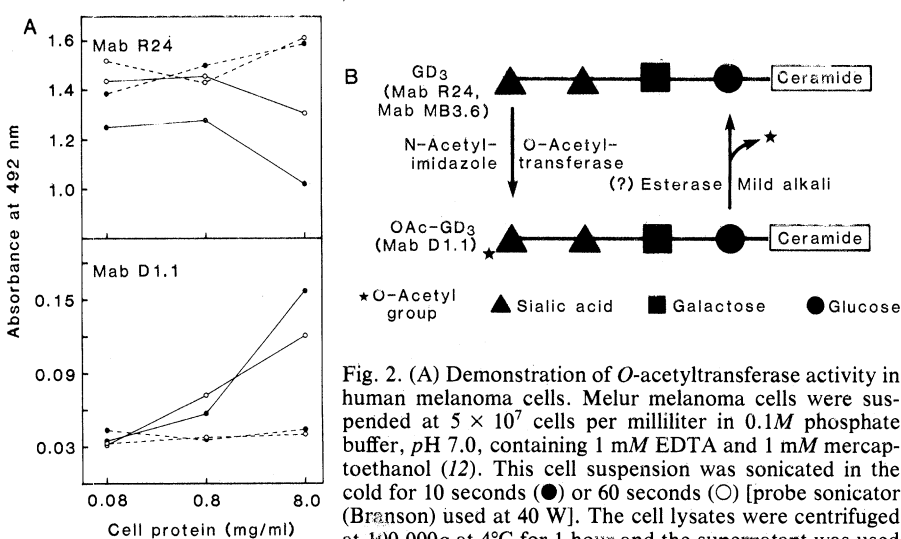 A
Mab R24
1.6
1.4
1.2
1.0
Absorbance at 492 nm
Mab D1.1
0.15
0.09
0.03
0.08 0.8 8.0
Cell protein (mg/ml)
B
GD3
(Mab R24,
Mab MB3.6)
Ceramide
N-Acetyl-
imidazole
O-Acetyl-
transferase
(?) Esterase
Mild alkali
OAc-GD3
(Mab D1.1)
Ceramide
★O-Acetyl
group
Sialic acid
Galactose
Glucose
Fig. 2. (A) Demonstration of O-acetyltransferase activity in
human melanoma cells. Melur melanoma cells were sus-
pended at 5 × 10⁷ cells per milliliter in 0.1M phosphate
buffer, pH 7.0, containing 1 mM EDTA and 1 mM mercap-
toethanol (12). This cell suspension was sonicated in the
cold for 10 seconds (●) or 60 seconds (○) [probe sonicator
(Branson) used at 40 W]. The cell lysates were centrifuged
at 100,000g at 4°C for 1 hour and the supernatant was used